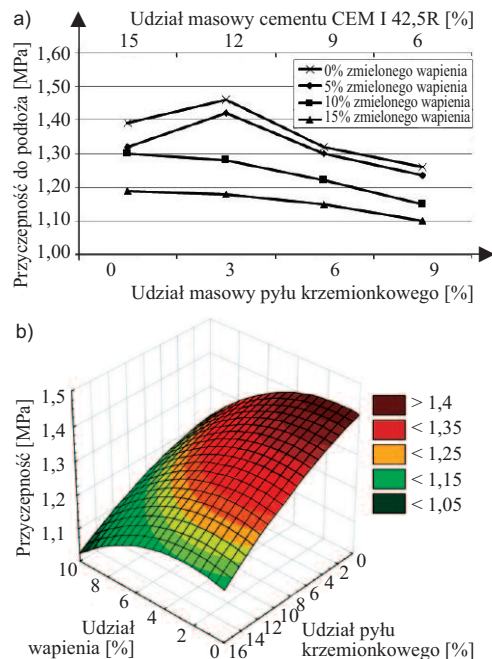 a)
Udział masowy cementu CEM I 42,5R [%]
15 12 9 6
Przyczepność do podłoża [MPa]
1,60
1,50
1,40
1,30
1,20
1,10
1,00
0% zmielonego wapienia
5% zmielonego wapienia
10% zmielonego wapienia
15% zmielonego wapienia
0 3 6 9
Udział masowy pyłu krzemionkowego [%]
b)
Przyczepność [MPa]
1,5
1,4
1,3
1,2
1,1
> 1,4
< 1,35
< 1,25
< 1,15
< 1,05
10 8 6 4 2 0
Udział
wapienia [%]
16 14 12 10 8 6 4 2 0
Udział pyłu
krzemionkowego [%]